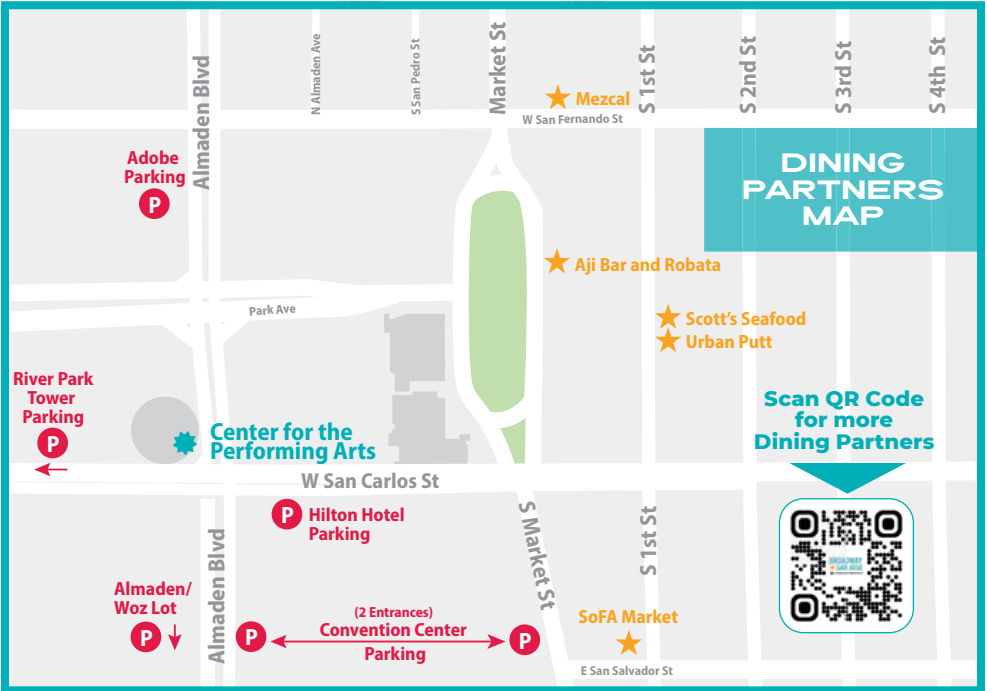 Almaden Blvd
N Almaden Ave
S San Pedro St
Market St
S 1st St
S 2nd St
S 3rd St
S 4th St
Mezcal
W San Fernando St
Adobe
Parking
P
DINING
PARTNERS
MAP
Aji Bar and Robata
Park Ave
Scott's Seafood
Urban Putt
River Park
Tower
Parking
P
Center for the
Performing Arts
Scan QR Code
for more
Dining Partners
W San Carlos St
P
Hilton Hotel
Parking
S Market St
S 1st St
BROADWAY
SAN JOSE
Almaden Blvd
Almaden/
Woz Lot
P
P
(2 Entrances)
Convention Center
Parking
P
SoFA Market
E San Salvador St